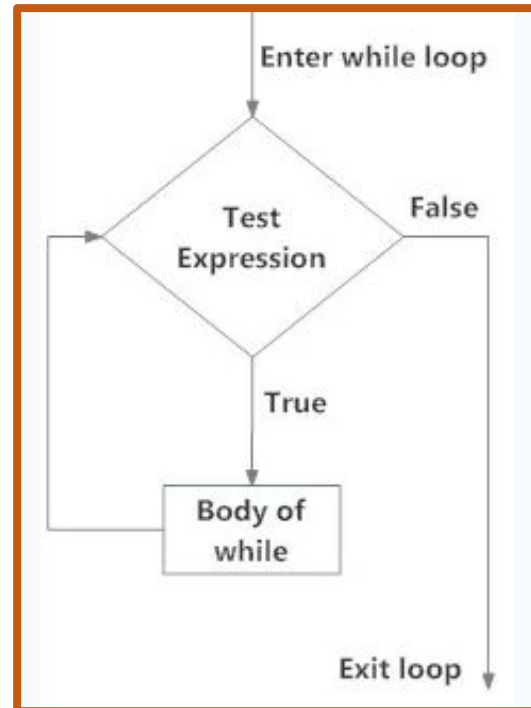 Enter while loop
Test
Expression
False
True
Body of
while
Exit loop